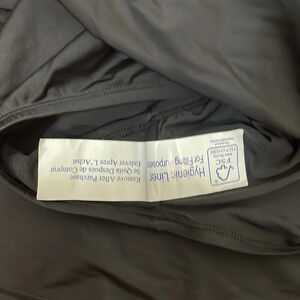 Hygienic Liner
For Fitting Purposes
FSC
Remove After Purchase
Se Quita Despues de Comprar
Enlever Apres L'Achat